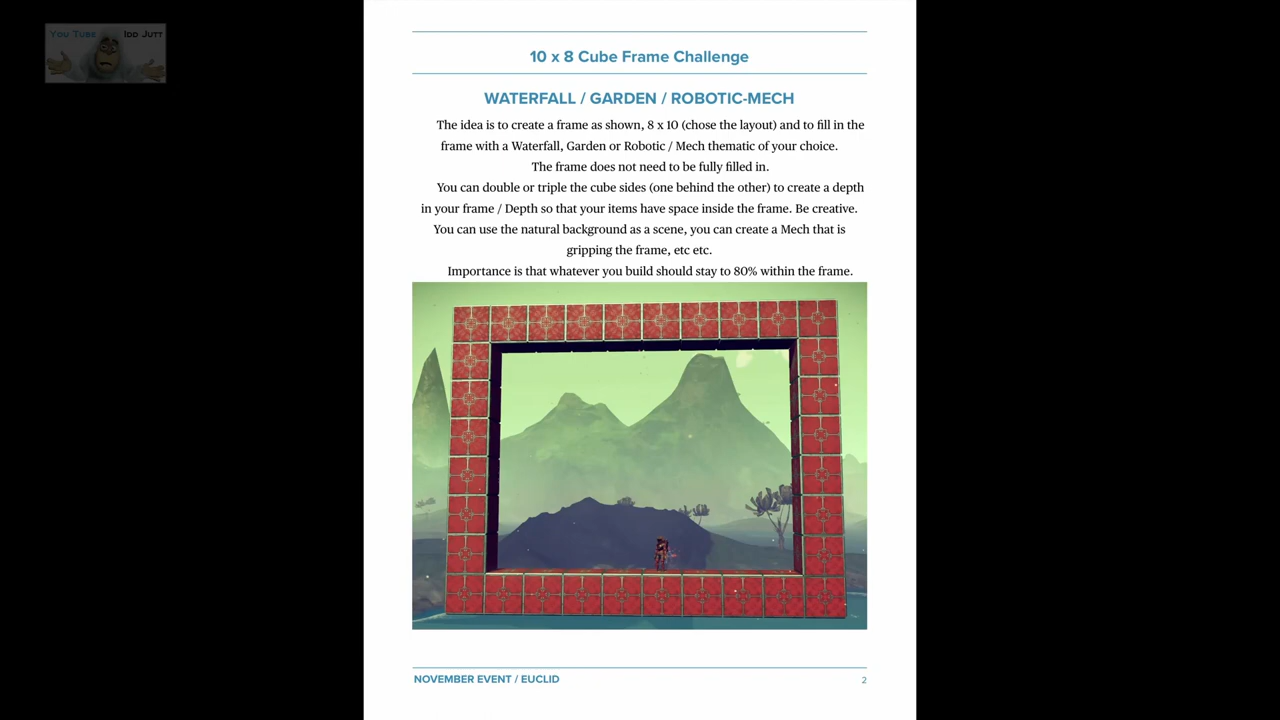 You Tube Idd Jutt
10 x 8 Cube Frame Challenge
WATERFALL / GARDEN / ROBOTIC-MECH
The idea is to create a frame as shown, 8 x 10 (chose the layout) and to fill in the
frame with a Waterfall, Garden or Robotic / Mech thematic of your choice.
The frame does not need to be fully filled in.
You can double or triple the cube sides (one behind the other) to create a depth
in your frame / Depth so that your items have space inside the frame. Be creative.
You can use the natural background as a scene, you can create a Mech that is
gripping the frame, etc etc.
Importance is that whatever you build should stay to 80% within the frame.
NOVEMBER EVENT / EUCLID 2